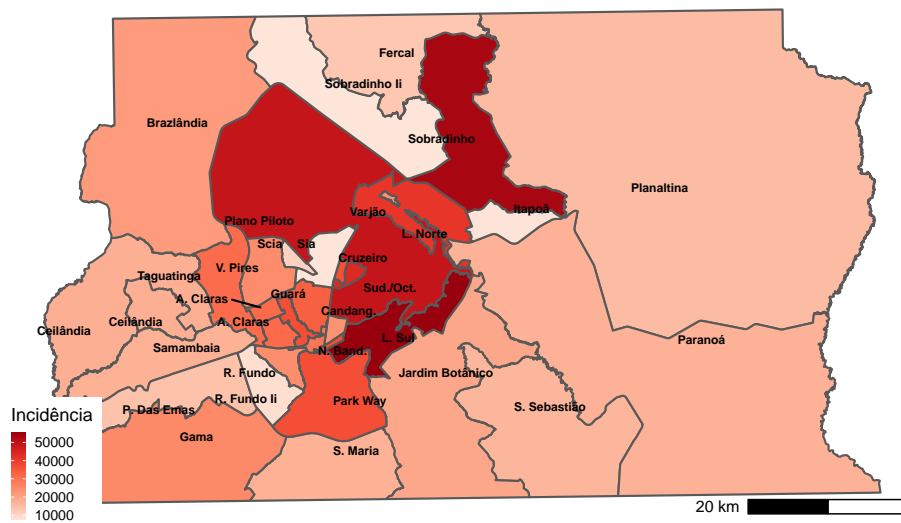 Fercal
Sobradinho Ii
Brazlândia
Sobradinho
Planaltina
Itapoã
Varjão
Plano Piloto
L. Norte
Scia
Sia
Cruzeiro
V. Pires
Taguatinga
Sud./Oct.
Guará
A. Claras
Candang.
A. Claras
Ceilândia
Ceilândia
L. Sul
Paranoá
Samambaia
N. Band.
R. Fundo
Jardim Botânico
R. Fundo Ii
Park Way
S. Sebastião
P. Das Emas
Gama
S. Maria
Incidência
50000
40000
30000
20000
10000
20 km